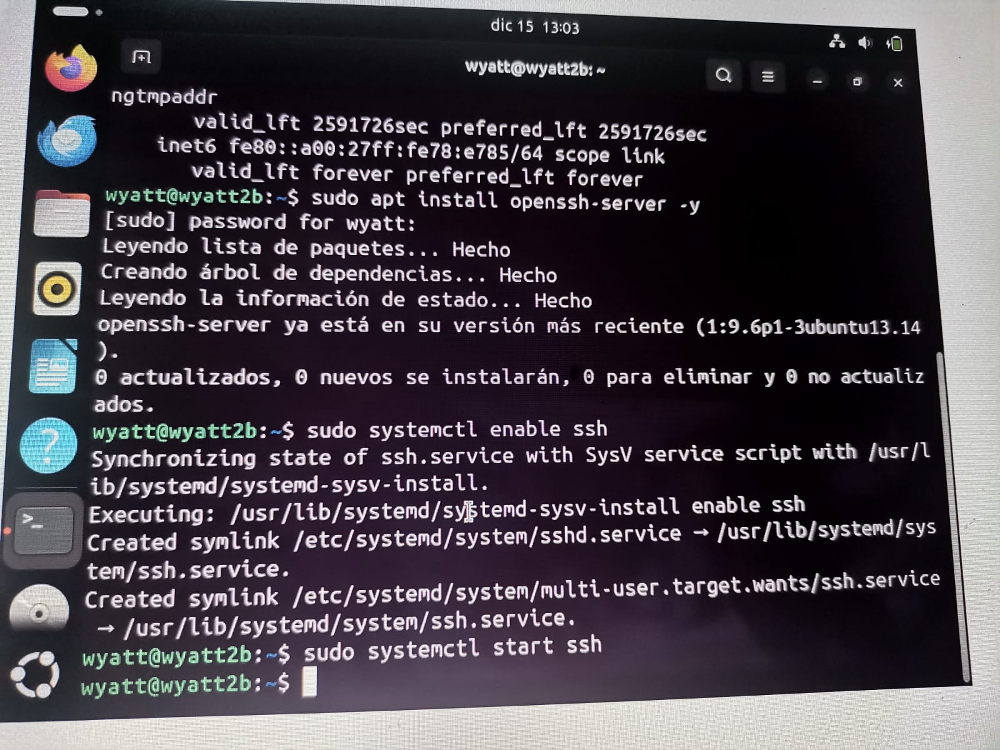 dic 15 13:03
wyatt@wyatt2b: ~
ngtmpaddr
valid_lft 2591726sec preferred_lft 2591726sec
inet6 fe80::a00:27ff:fe78:e785/64 scope link
valid_lft forever preferred_lft forever
wyatt@wyatt2b:~$ sudo apt install openssh-server -y
[sudo] password for wyatt:
Leyendo lista de paquetes... Hecho
Creando árbol de dependencias... Hecho
Leyendo la información de estado... Hecho
openssh-server ya está en su versión más reciente (1:9.6p1-3ubuntu13.14
).
0 actualizados, 0 nuevos se instalarán, 0 para eliminar y 0 no actualiz
ados.
wyatt@wyatt2b:~$ sudo systemctl enable ssh
Synchronizing state of ssh.service with SysV service script with /usr/l
ib/systemd/systemd-sysv-install.
Executing: /usr/lib/systemd/systemd-sysv-install enable ssh
Created symlink /etc/systemd/system/sshd.service → /usr/lib/systemd/sys
tem/ssh.service.
Created symlink /etc/systemd/system/multi-user.target.wants/ssh.service
→ /usr/lib/systemd/system/ssh.service.
wyatt@wyatt2b:~$ sudo systemctl start ssh
wyatt@wyatt2b:~$